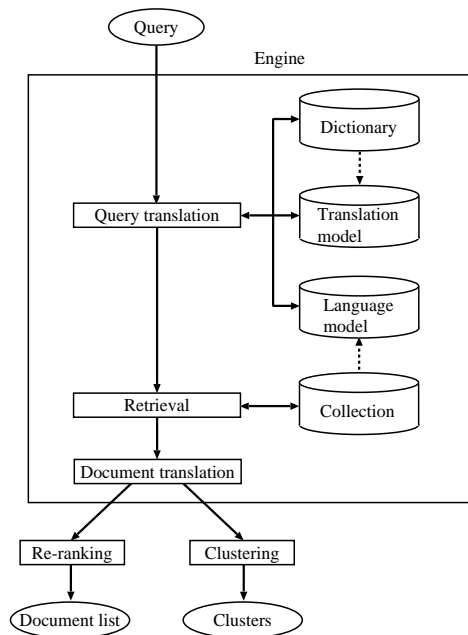 Query
Engine
Dictionary
Query translation
Translation
model
Language
model
Retrieval
Collection
Document translation
Re-ranking
Clustering
Document list
Clusters